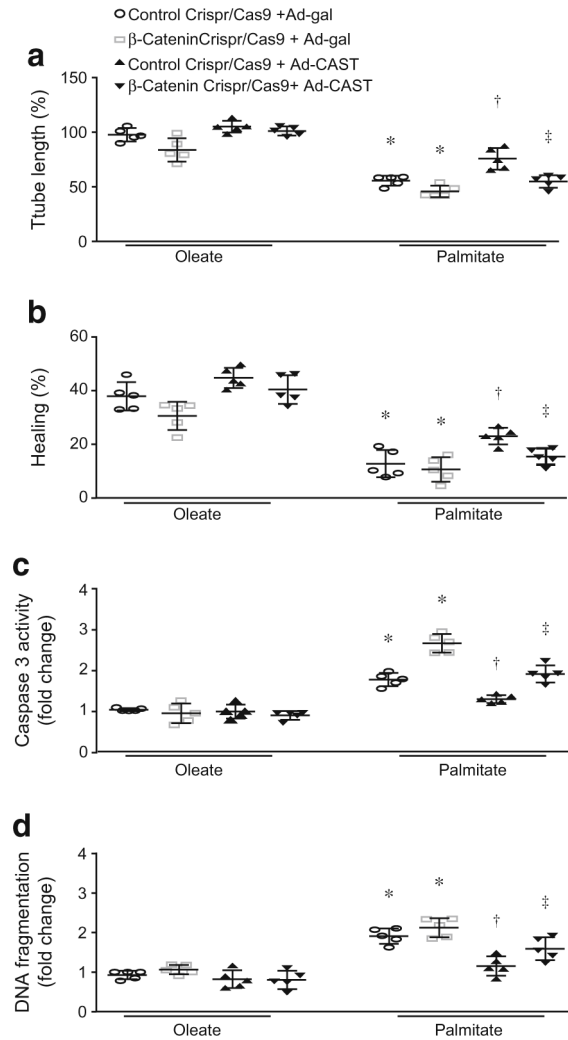 Control Crispr/Cas9 +Ad-gal
β-CateninCrispr/Cas9 + Ad-gal
Control Crispr/Cas9 + Ad-CAST
β-Catenin Crispr/Cas9+ Ad-CAST
a
Ttube length (%)
150
100
50
0
* * † ‡
Oleate Palmitate
b
Healing (%)
60
40
20
0
* * † ‡
Oleate Palmitate
c
Caspase 3 activity
(fold change)
4
3
2
1
0
* * † ‡
Oleate Palmitate
d
DNA fragmentation
(fold change)
4
3
2
1
0
* * † ‡
Oleate Palmitate